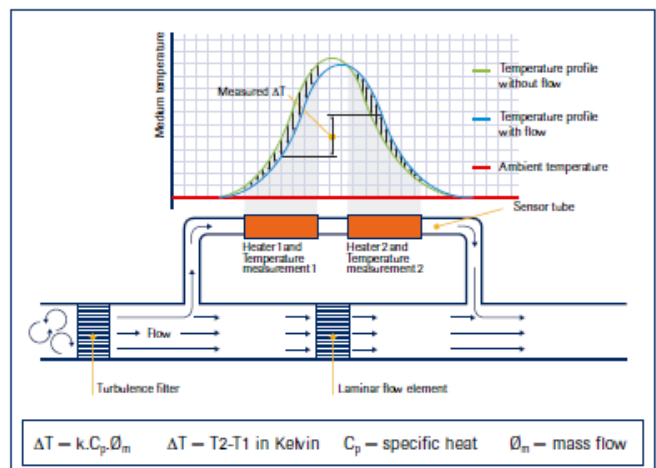 Medium temperature
Measured ΔT
Temperature profile
without flow
Temperature profile
with flow
Ambient temperature
Sensor tube
Heater 1 and
Temperature
measurement 1
Heater 2 and
Temperature
measurement 2
Flow
Turbulence filter
Laminar flow element
ΔT – k.Cₚ.Øₘ ΔT – T2-T1 in Kelvin Cₚ – specific heat Øₘ – mass flow